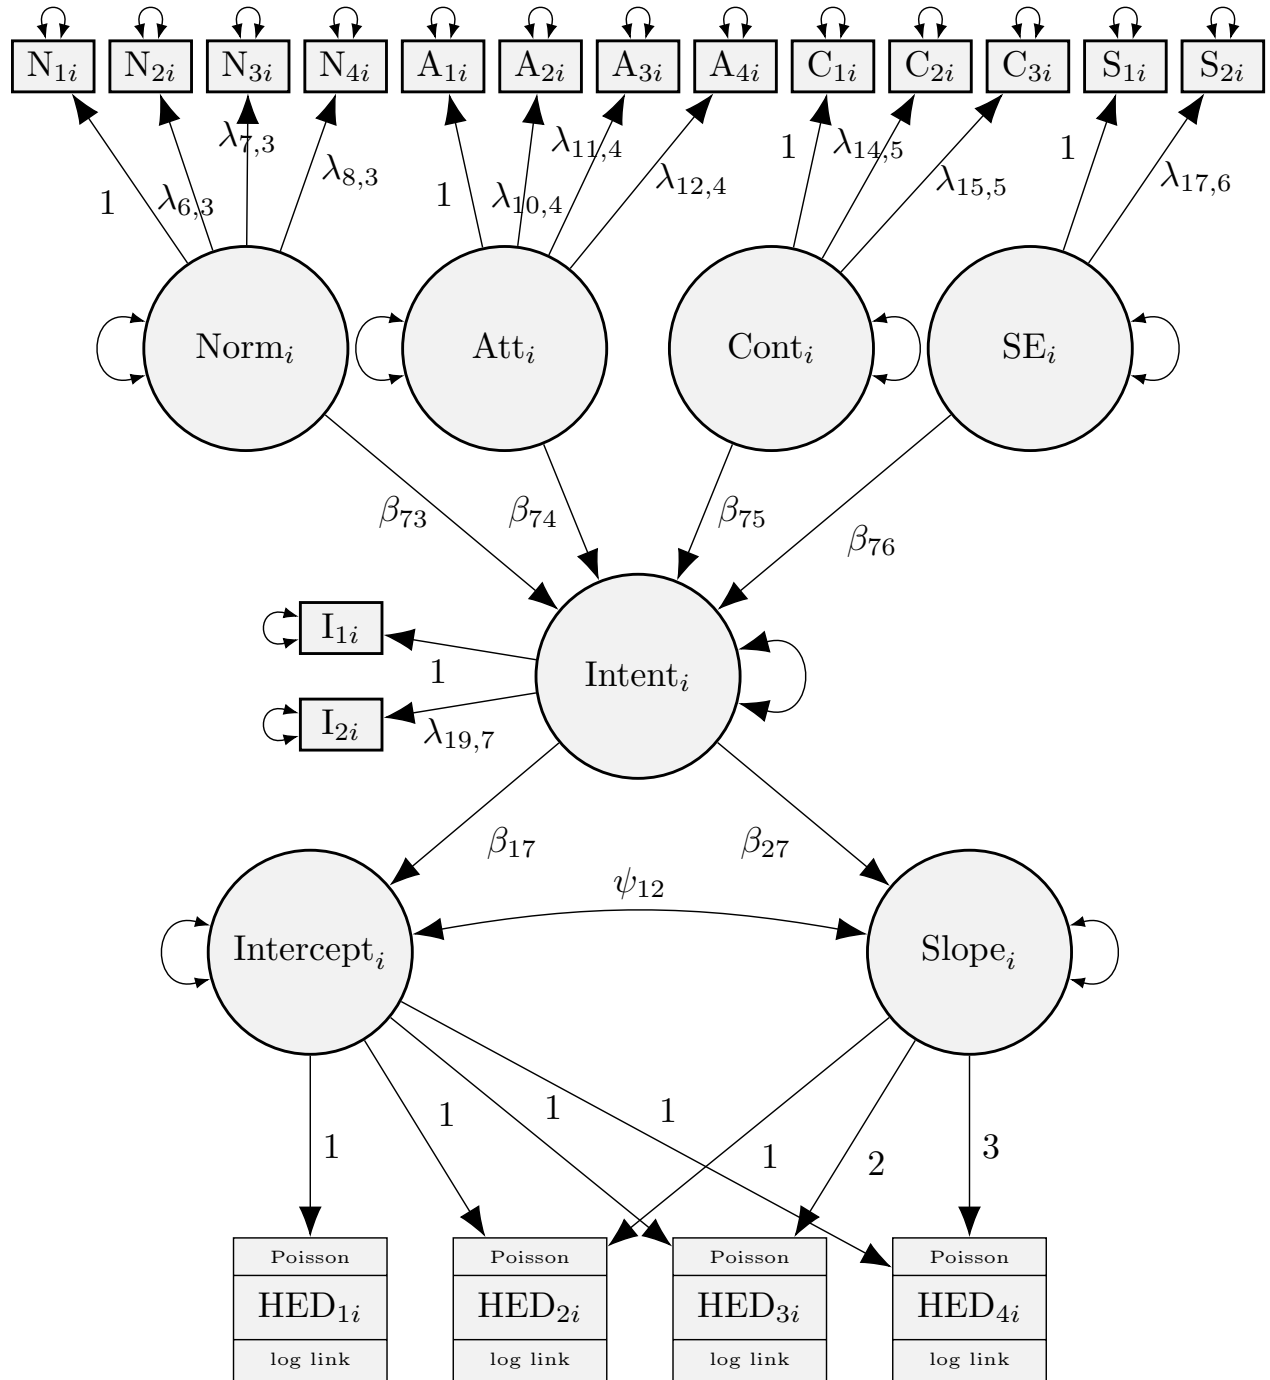 N₁ᵢ N₂ᵢ N₃ᵢ N₄ᵢ A₁ᵢ A₂ᵢ A₃ᵢ A₄ᵢ C₁ᵢ C₂ᵢ C₃ᵢ S₁ᵢ S₂ᵢ
1 λ₆,₃ λ₇,₃ λ₈,₃ 1 λ₁₀,₄ λ₁₁,₄ λ₁₂,₄ 1 λ₁₄,₅ λ₁₅,₅ 1 λ₁₇,₆
Normᵢ Attᵢ Contᵢ SEᵢ
β₇₃ β₇₄ β₇₅ β₇₆
I₁ᵢ
1
Intentᵢ
I₂ᵢ
λ₁₉,₇
β₁₇ β₂₇
ψ₁₂
Interceptᵢ Slopeᵢ
1 1 1 1 1 2 3
Poisson Poisson Poisson Poisson
HED₁ᵢ HED₂ᵢ HED₃ᵢ HED₄ᵢ
log link log link log link log link